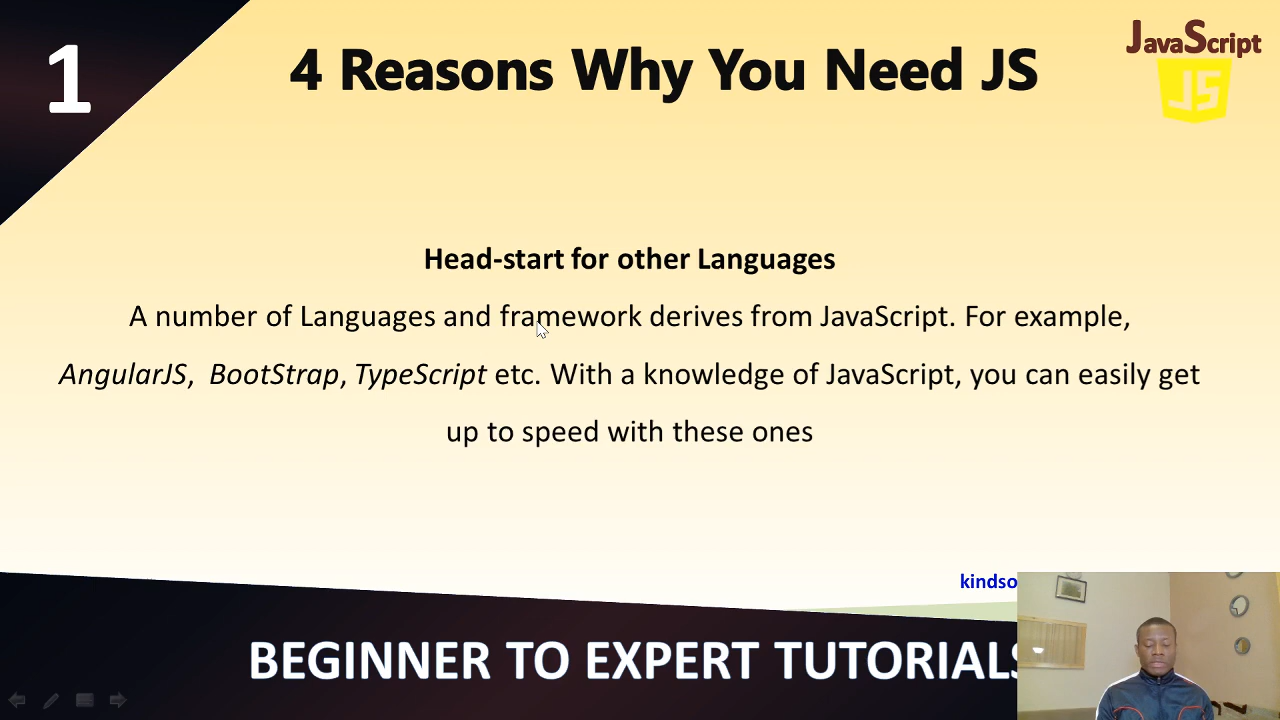 1
4 Reasons Why You Need JS
JavaScript
JS
Head-start for other Languages
A number of Languages and framework derives from JavaScript. For example,
AngularJS, BootStrap, TypeScript etc. With a knowledge of JavaScript, you can easily get
up to speed with these ones
kindso
BEGINNER TO EXPERT TUTORIALS